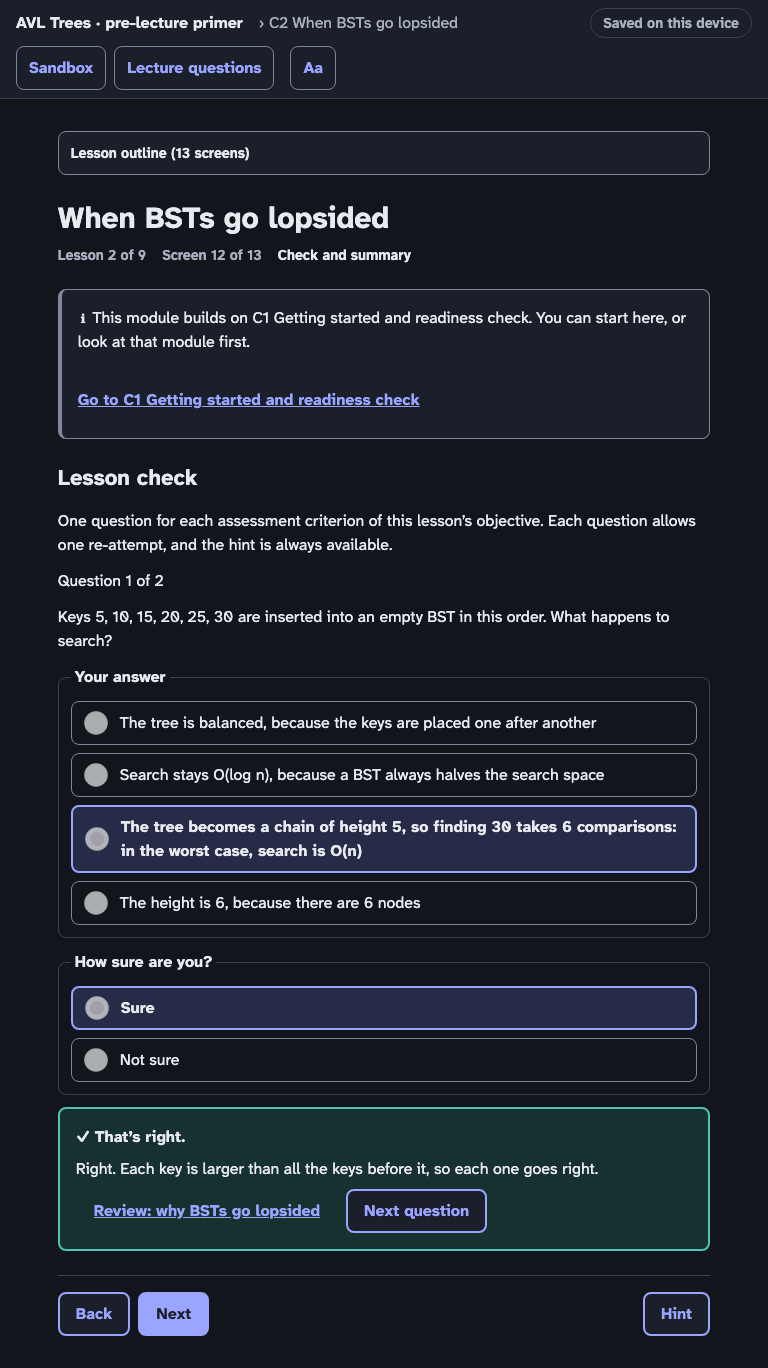 AVL Trees · pre-lecture primer › C2 When BSTs go lopsided
Saved on this device
Sandbox
Lecture questions
Aa
Lesson outline (13 screens)
When BSTs go lopsided
Lesson 2 of 9 Screen 12 of 13 Check and summary
ℹ This module builds on C1 Getting started and readiness check. You can start here, or
look at that module first.
Go to C1 Getting started and readiness check
Lesson check
One question for each assessment criterion of this lesson’s objective. Each question allows
one re-attempt, and the hint is always available.
Question 1 of 2
Keys 5, 10, 15, 20, 25, 30 are inserted into an empty BST in this order. What happens to
search?
Your answer
The tree is balanced, because the keys are placed one after another
Search stays O(log n), because a BST always halves the search space
The tree becomes a chain of height 5, so finding 30 takes 6 comparisons:
in the worst case, search is O(n)
The height is 6, because there are 6 nodes
How sure are you?
Sure
Not sure
✓ That’s right.
Right. Each key is larger than all the keys before it, so each one goes right.
Review: why BSTs go lopsided
Next question
Back
Next
Hint